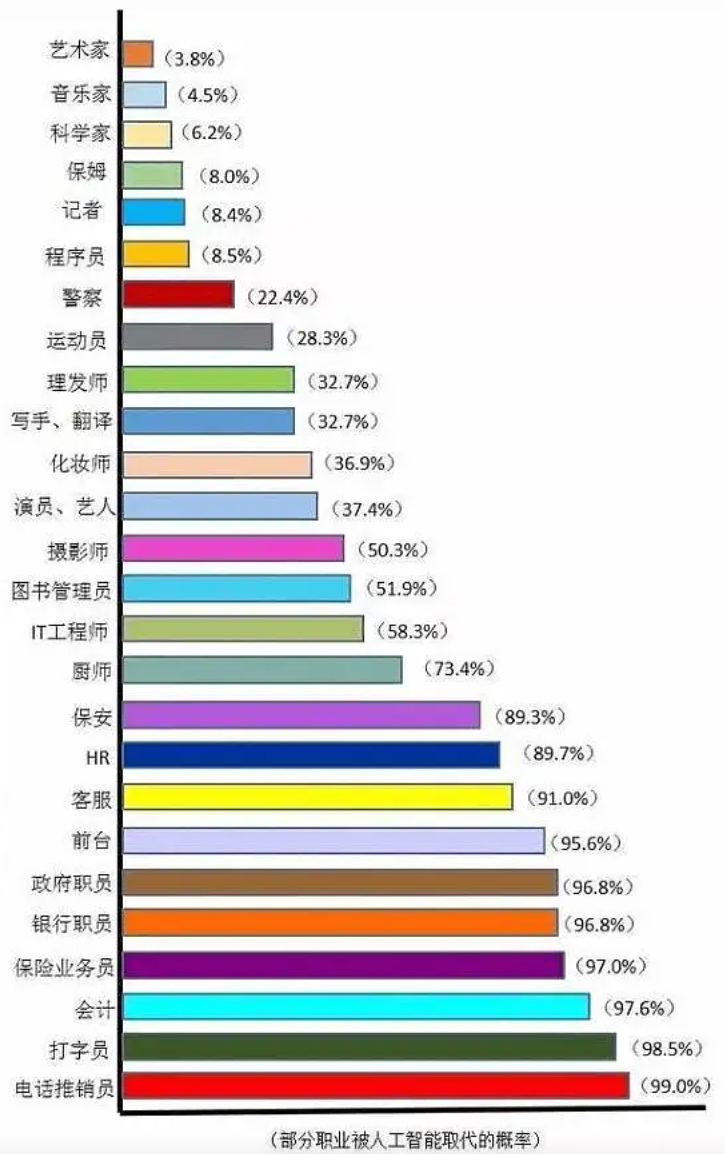 艺术家 （3.8%）
音乐家 （4.5%）
科学家 （6.2%）
保姆 （8.0%）
记者 （8.4%）
程序员 （8.5%）
警察 （22.4%）
运动员 （28.3%）
理发师 （32.7%）
写手、翻译 （32.7%）
化妆师 （36.9%）
演员、艺人 （37.4%）
摄影师 （50.3%）
图书管理员 （51.9%）
IT工程师 （58.3%）
厨师 （73.4%）
保安 （89.3%）
HR （89.7%）
客服 （91.0%）
前台 （95.6%）
政府职员 （96.8%）
银行职员 （96.8%）
保险业务员 （97.0%）
会计 （97.6%）
打字员 （98.5%）
电话推销员 （99.0%）
（部分职业被人工智能取代的概率）